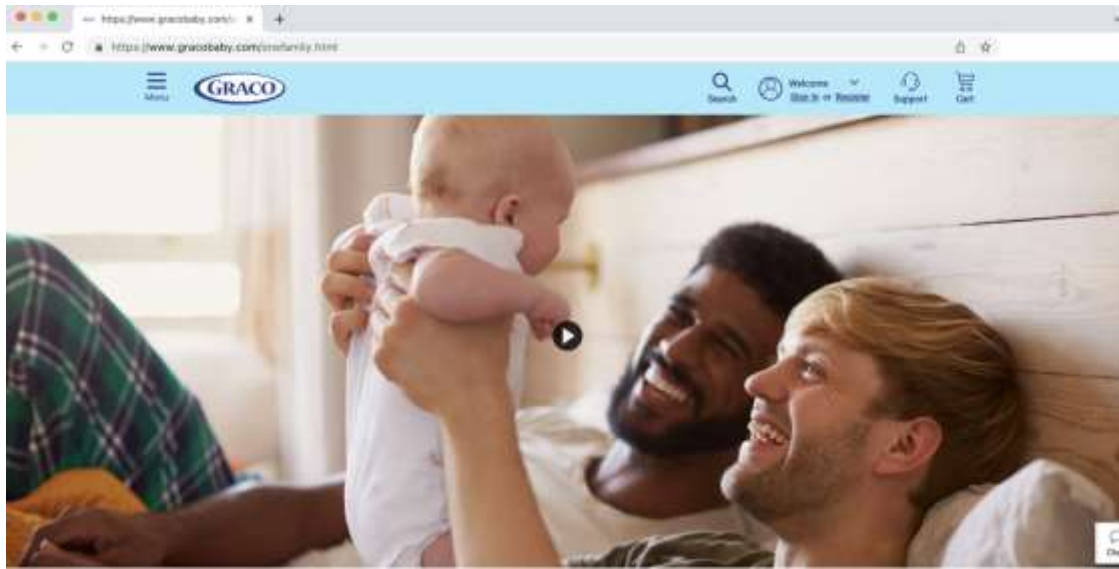 https://www.gracobaby.com/
https://www.gracobaby.com/onefamily.html
Menu
GRACO
Search
Welcome
Sign In or Register
Support
Cart